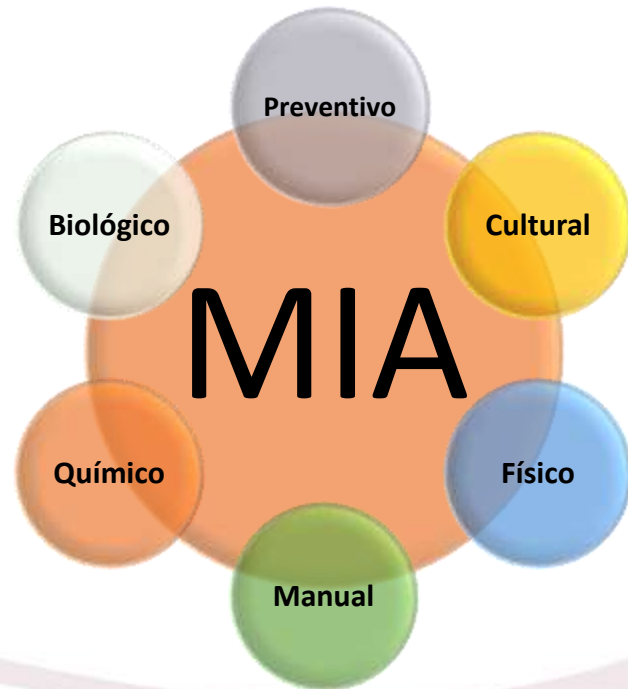 Preventivo
Biológico
Cultural
MIA
Químico
Físico
Manual